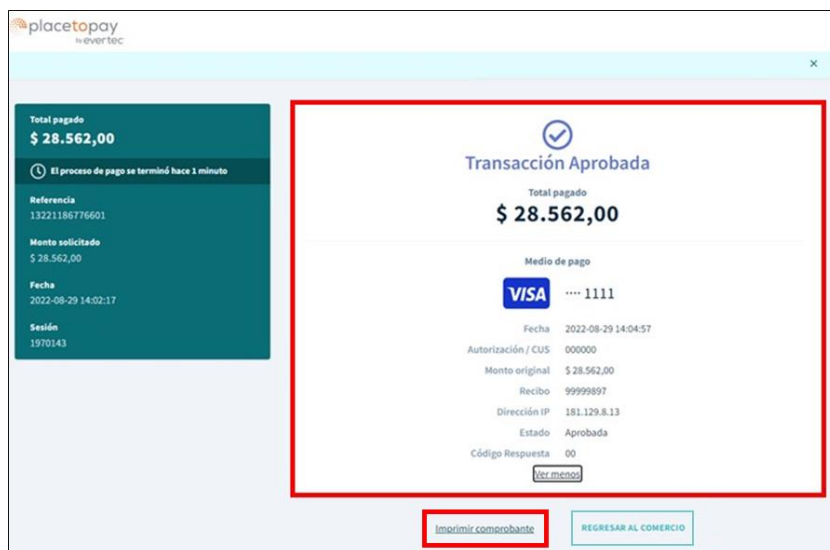 placetopay
by evertec
×
Total pagado
$ 28.562,00
El proceso de pago se terminó hace 1 minuto
Referencia
13221186776601
Monto solicitado
$ 28.562,00
Fecha
2022-08-29 14:02:17
Sesión
1970143
Transacción Aprobada
Total pagado
$ 28.562,00
Medio de pago
VISA .... 1111
Fecha 2022-08-29 14:04:57
Autorización / CUS 000000
Monto original $ 28.562,00
Recibo 99999897
Dirección IP 181.129.8.13
Estado Aprobada
Código Respuesta 00
Ver menos
Imprimir comprobante
REGRESAR AL COMERCIO